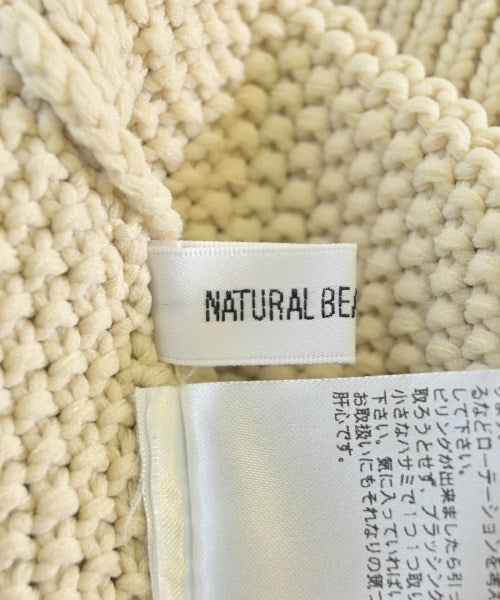 NATURAL BEA
るなどローテーションを
して下さい。
ピリングが出来ましたら引
取ろうとせず、ブラッシング
小さなハサミで1つ1つ取
下さい。気に入っていれば
お取扱いにもそれなりの
肝心です。